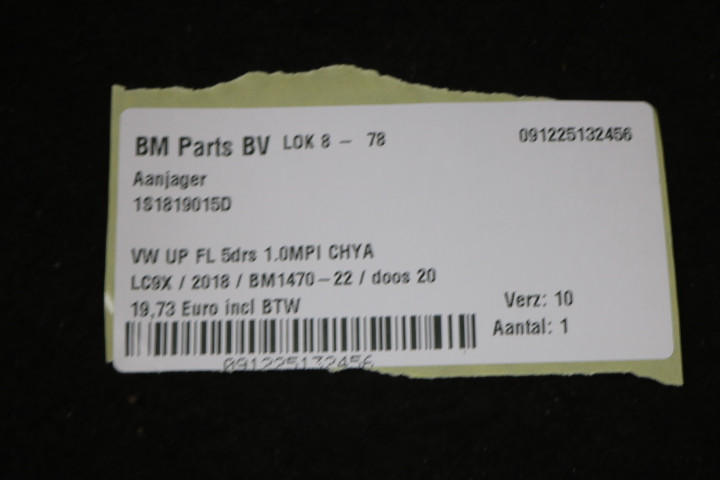 BM Parts BV LOK 8 - 78 091225132456
Aanjager
1S1819015D
VW UP FL 5drs 1.0MPI CHYA
LC9X / 2018 / BM1470-22 / doos 20
19,73 Euro incl BTW Verz: 10
Aantal: 1
091225132456